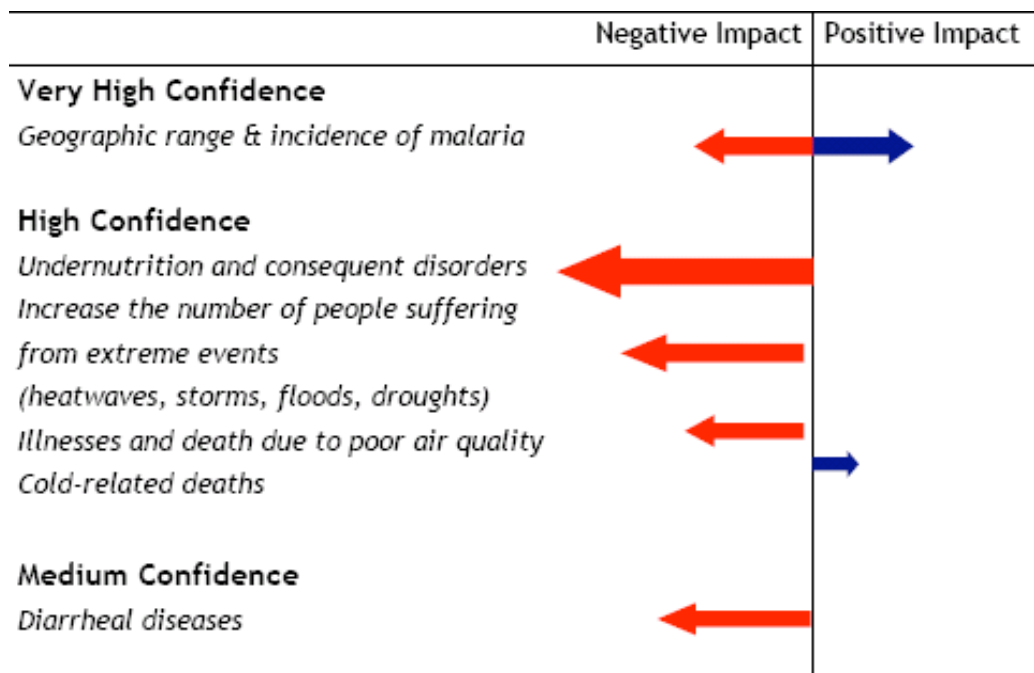 Negative Impact Positive Impact
Very High Confidence
Geographic range & incidence of malaria
High Confidence
Undernutrition and consequent disorders
Increase the number of people suffering
from extreme events
(heatwaves, storms, floods, droughts)
Illnesses and death due to poor air quality
Cold-related deaths
Medium Confidence
Diarrheal diseases